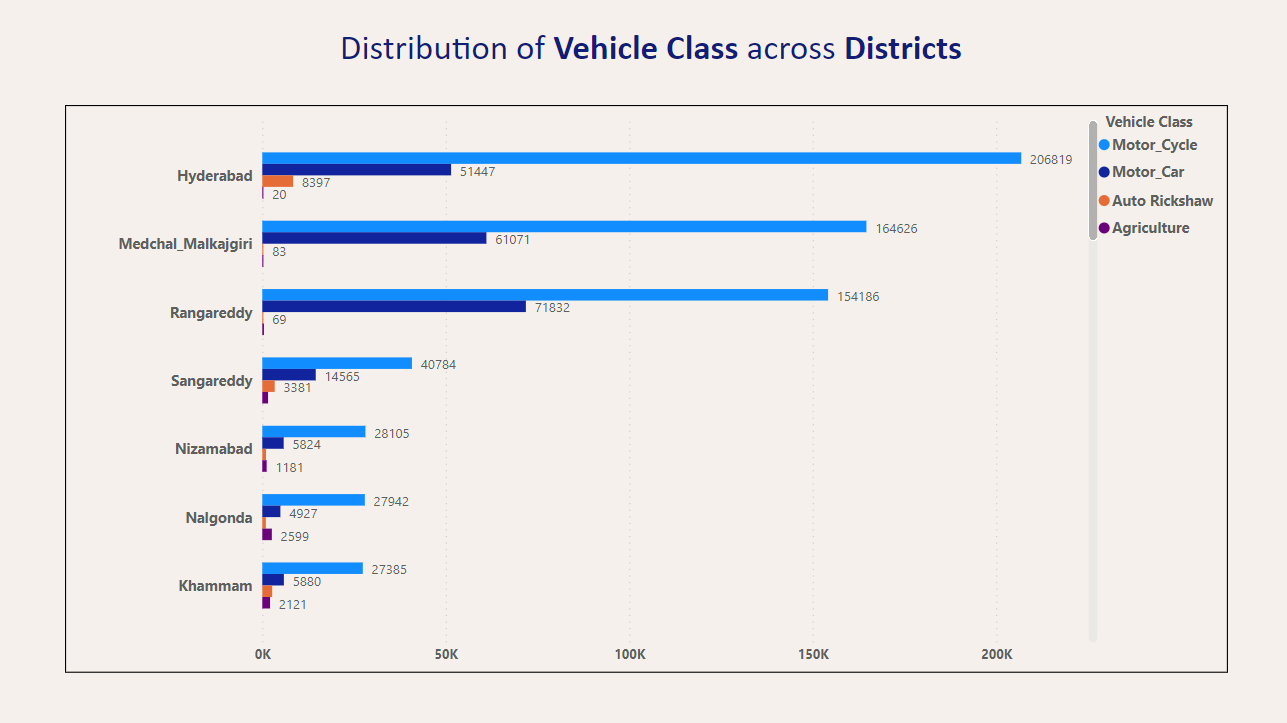 Distribution of Vehicle Class across Districts
Vehicle Class
Motor_Cycle
Motor_Car
Auto Rickshaw
Agriculture
Hyderabad
206819
51447
8397
20
Medchal_Malkajgiri
164626
61071
83
Rangareddy
154186
71832
69
Sangareddy
40784
14565
3381
Nizamabad
28105
5824
1181
Nalgonda
27942
4927
2599
Khammam
27385
5880
2121
0K 50K 100K 150K 200K